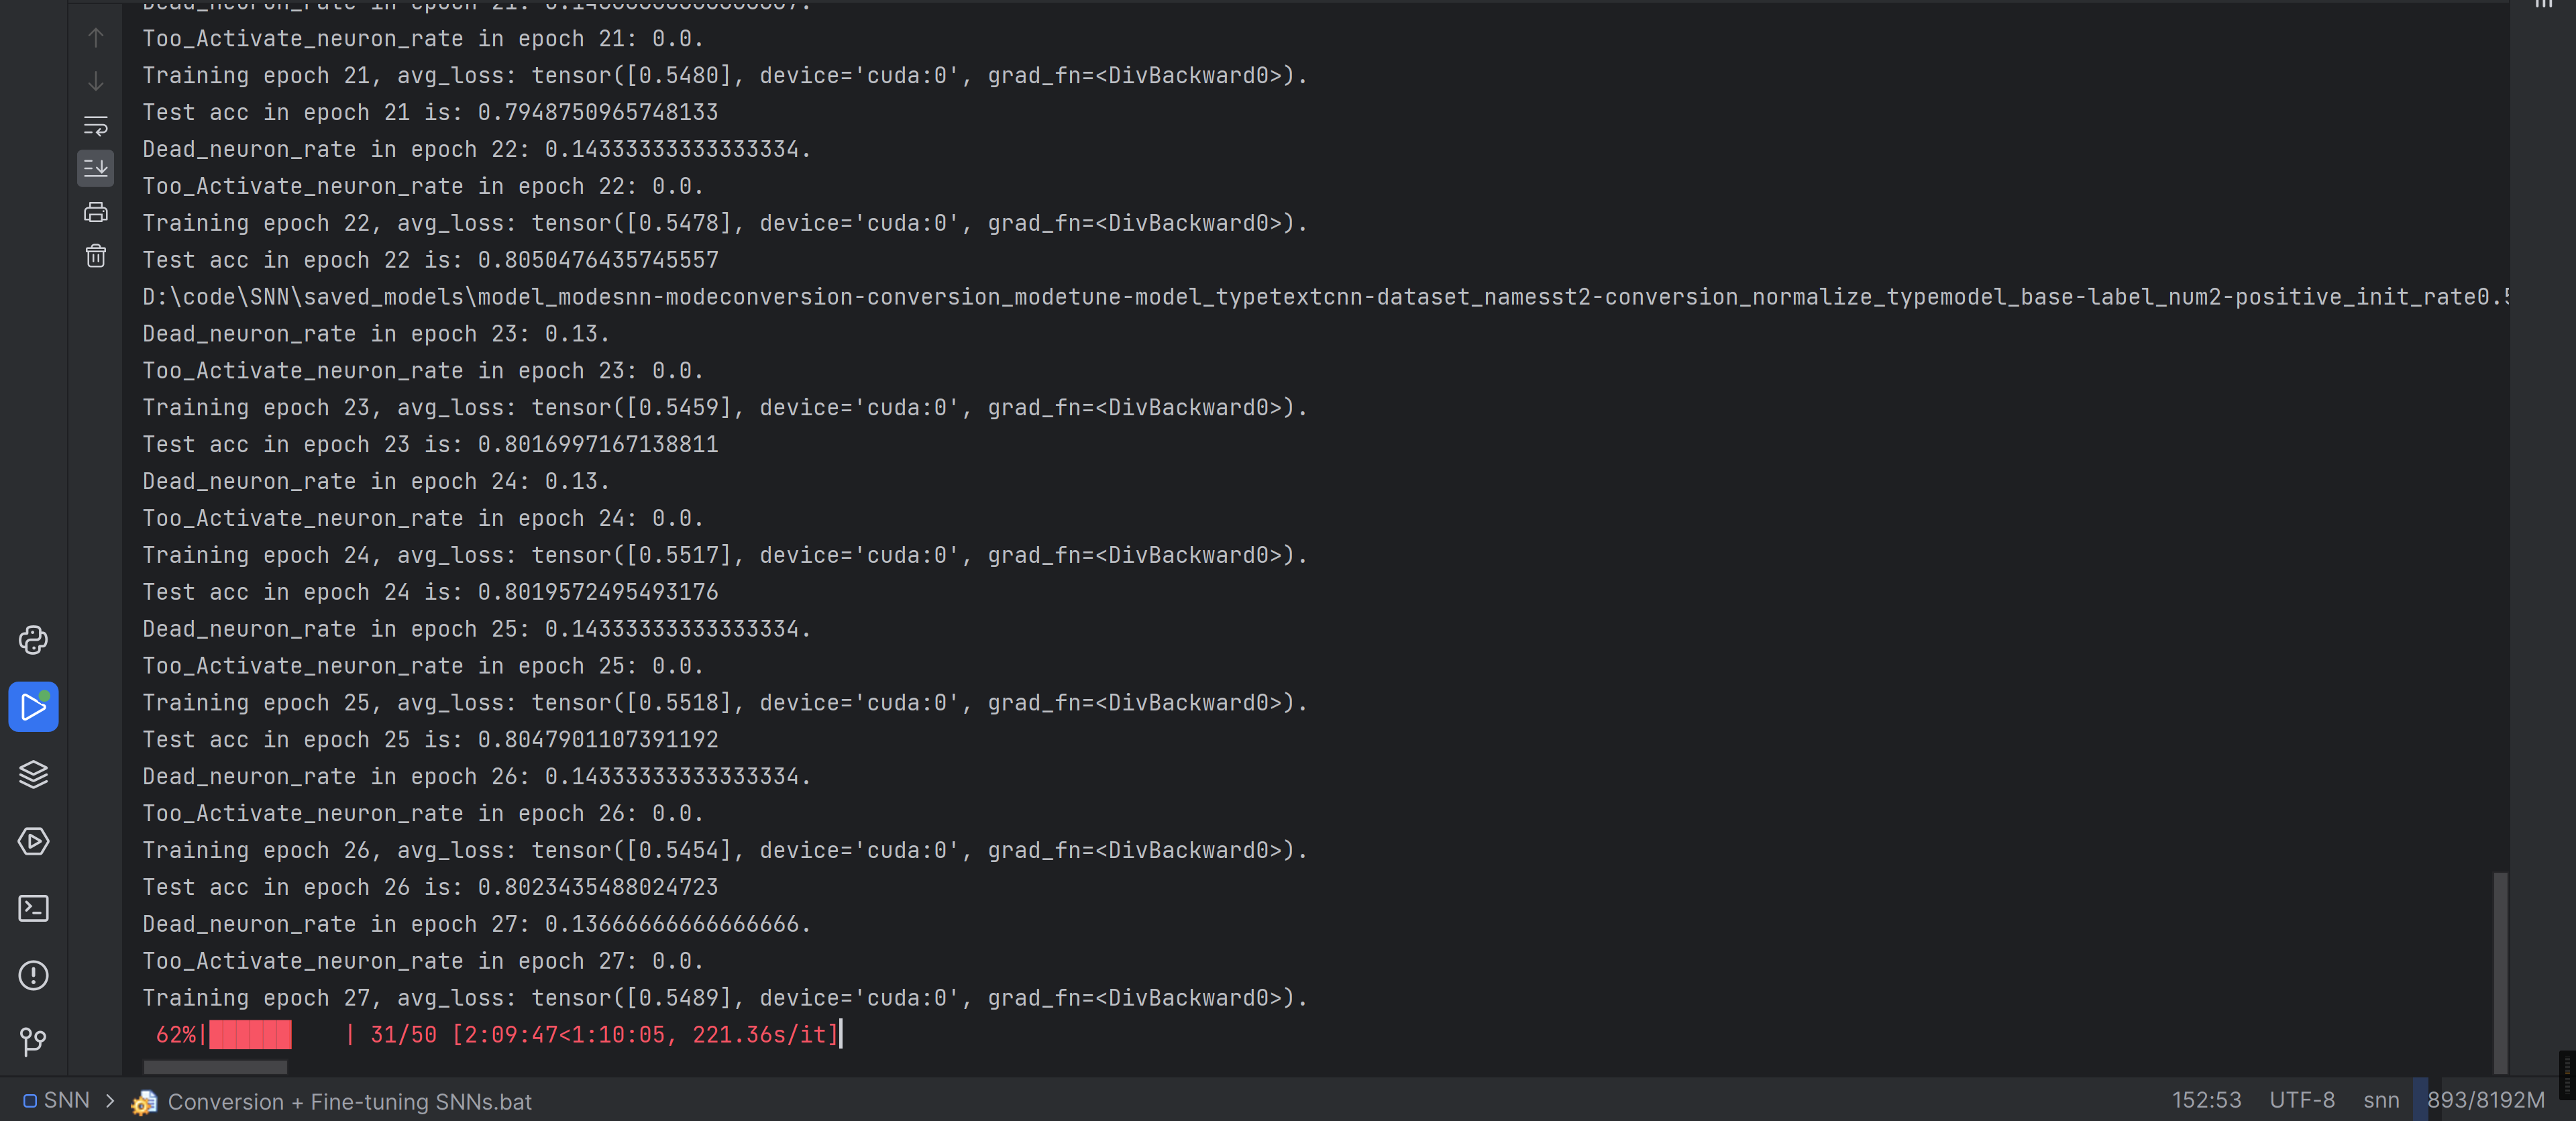 Too_Activate_neuron_rate in epoch 21: 0.0.
Training epoch 21, avg_loss: tensor([0.5480], device='cuda:0', grad_fn=<DivBackward0>).
Test acc in epoch 21 is: 0.7948750965748133
Dead_neuron_rate in epoch 22: 0.14333333333333334.
Too_Activate_neuron_rate in epoch 22: 0.0.
Training epoch 22, avg_loss: tensor([0.5478], device='cuda:0', grad_fn=<DivBackward0>).
Test acc in epoch 22 is: 0.8050476435745557
D:\code\SNN\saved_models\model_modesnn-modeconversion-conversion_modetune-model_typetextcnn-dataset_namesst2-conversion_normalize_typemodel_base-label_num2-positive_init_rate0.5
Dead_neuron_rate in epoch 23: 0.13.
Too_Activate_neuron_rate in epoch 23: 0.0.
Training epoch 23, avg_loss: tensor([0.5459], device='cuda:0', grad_fn=<DivBackward0>).
Test acc in epoch 23 is: 0.8016997167138811
Dead_neuron_rate in epoch 24: 0.13.
Too_Activate_neuron_rate in epoch 24: 0.0.
Training epoch 24, avg_loss: tensor([0.5517], device='cuda:0', grad_fn=<DivBackward0>).
Test acc in epoch 24 is: 0.8019572495493176
Dead_neuron_rate in epoch 25: 0.14333333333333334.
Too_Activate_neuron_rate in epoch 25: 0.0.
Training epoch 25, avg_loss: tensor([0.5518], device='cuda:0', grad_fn=<DivBackward0>).
Test acc in epoch 25 is: 0.8047901107391192
Dead_neuron_rate in epoch 26: 0.14333333333333334.
Too_Activate_neuron_rate in epoch 26: 0.0.
Training epoch 26, avg_loss: tensor([0.5454], device='cuda:0', grad_fn=<DivBackward0>).
Test acc in epoch 26 is: 0.8023435488024723
Dead_neuron_rate in epoch 27: 0.13666666666666666.
Too_Activate_neuron_rate in epoch 27: 0.0.
Training epoch 27, avg_loss: tensor([0.5489], device='cuda:0', grad_fn=<DivBackward0>).
62%|██████    | 31/50 [2:09:47<1:10:05, 221.36s/it]
SNN > Conversion + Fine-tuning SNNs.bat 152:53 UTF-8 snn 893/8192M